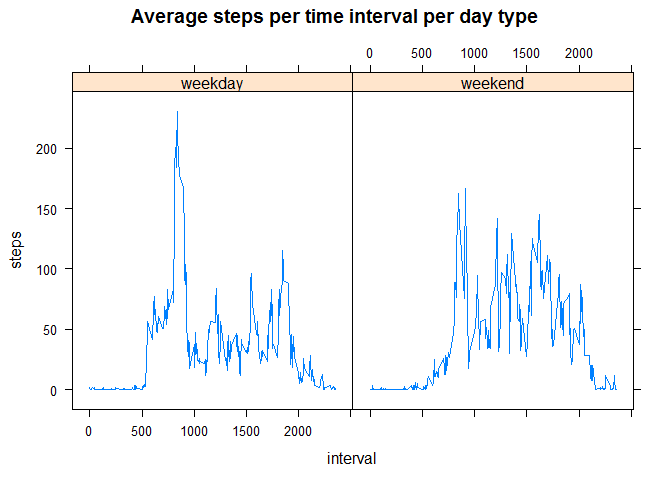 Average steps per time interval per day type
0 500 1000 1500 2000
weekday weekend
200
150
100
50
0
steps
0 500 1000 1500 2000
interval